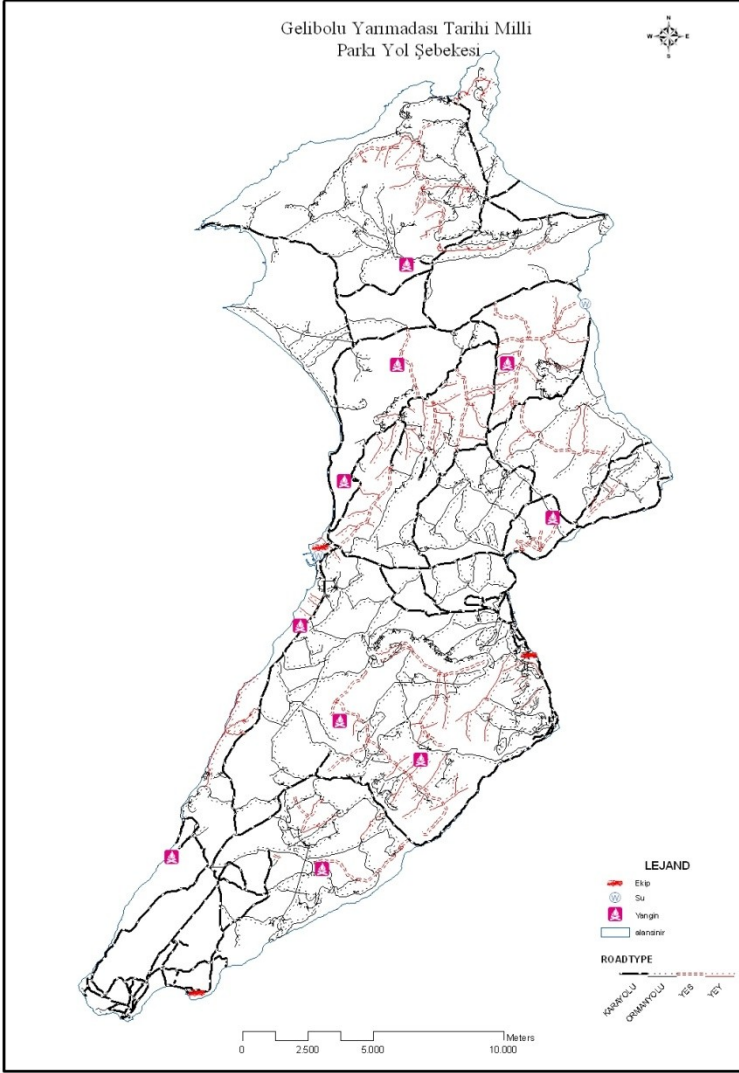 Gelibolu Yarımadası Tarihi Milli
Parkı Yol Şebekesi
N
W E
S
W
W
LEJAND
Ekip
W Su
Yangin
alansinir
ROADTYPE
KARAYOLU ORMANYOLU YES YEY
Meters
0 2.500 5.000 10.000